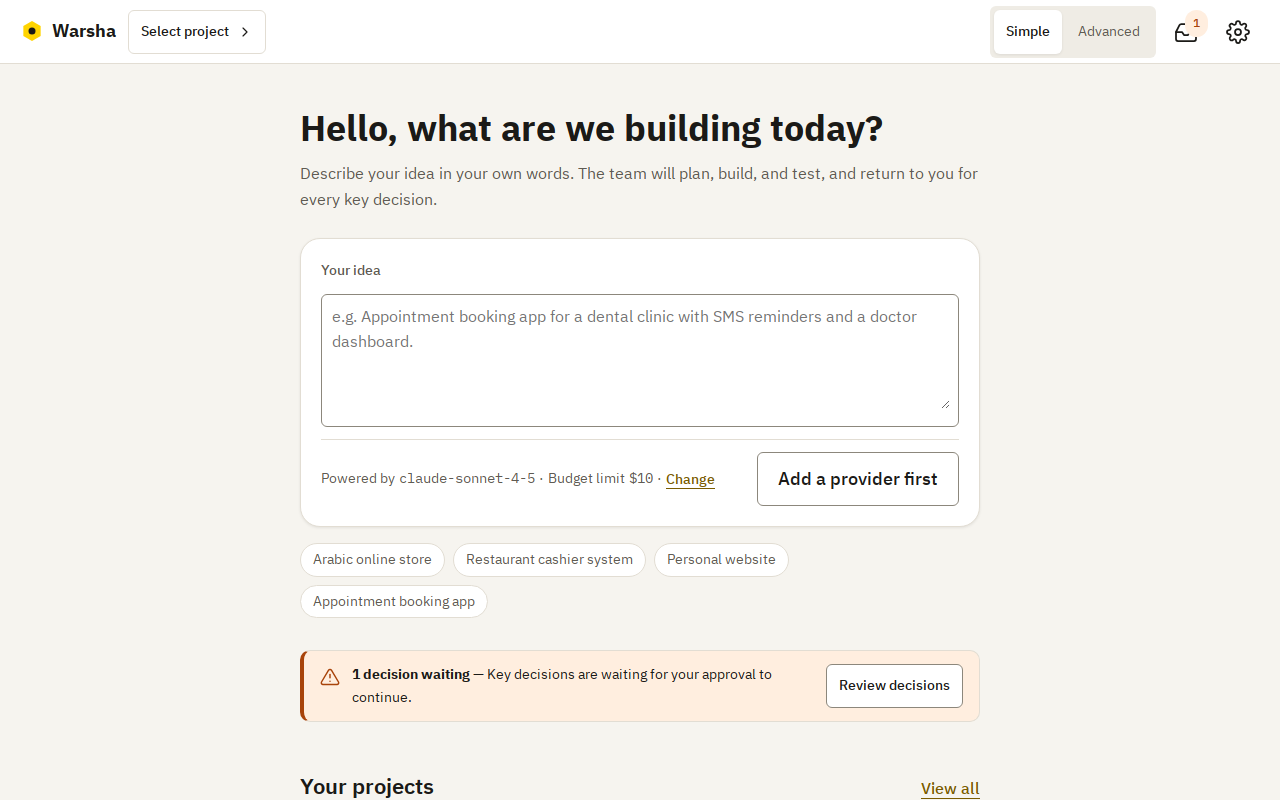 Warsha
Select project
Simple
Advanced
1
Hello, what are we building today?
Describe your idea in your own words. The team will plan, build, and test, and return to you for
every key decision.
Your idea
e.g. Appointment booking app for a dental clinic with SMS reminders and a doctor
dashboard.
Powered by claude-sonnet-4-5 · Budget limit $10 · Change
Add a provider first
Arabic online store
Restaurant cashier system
Personal website
Appointment booking app
1 decision waiting — Key decisions are waiting for your approval to
continue.
Review decisions
Your projects
View all